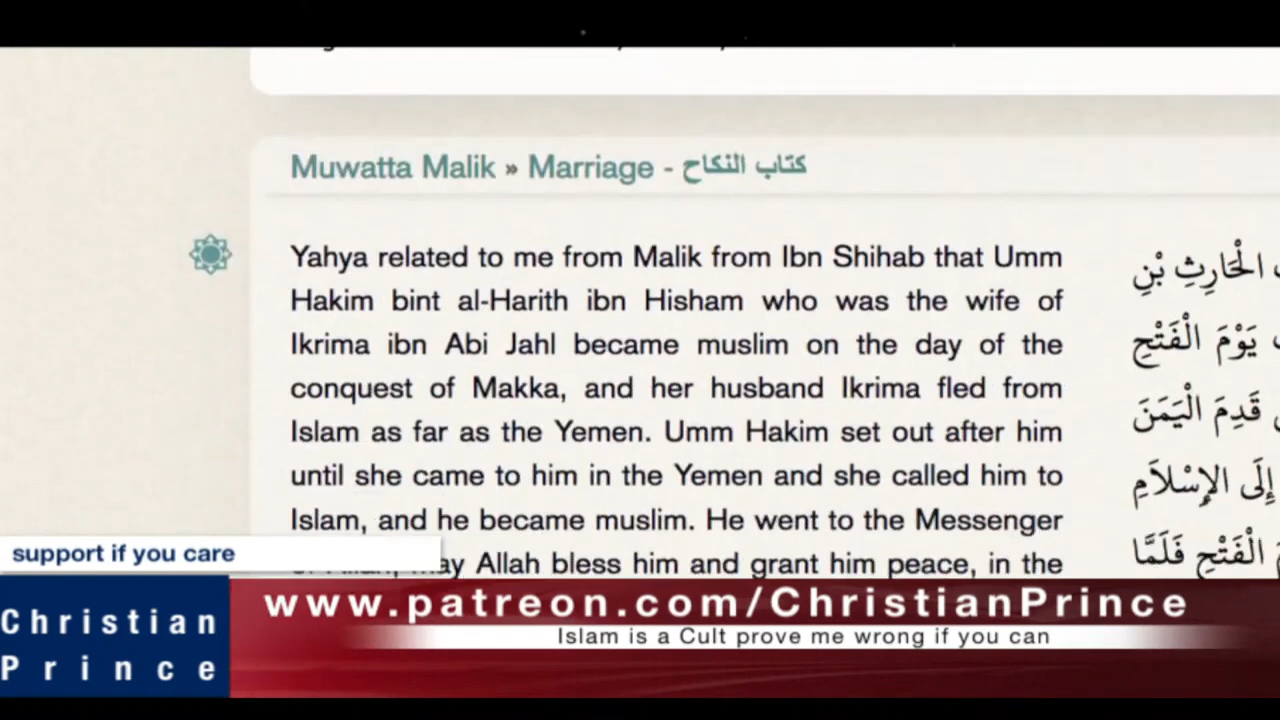 Muwatta Malik » Marriage - كتاب النكاح
Yahya related to me from Malik from Ibn Shihab that Umm
Hakim bint al-Harith ibn Hisham who was the wife of
Ikrima ibn Abi Jahl became muslim on the day of the
conquest of Makka, and her husband Ikrima fled from
Islam as far as the Yemen. Umm Hakim set out after him
until she came to him in the Yemen and she called him to
Islam, and he became muslim. He went to the Messenger
may Allah bless him and grant him peace, in the
الْحَارِثِ بْنِ
يَوْمَ الْفَتْحِ
قَدِمَ الْيَمَنَ
إِلَى الإِسْلاَمِ
الْفَتْحِ فَلَمَّا
support if you care
Christian
Prince
www.patreon.com/ChristianPrince
Islam is a Cult prove me wrong if you can